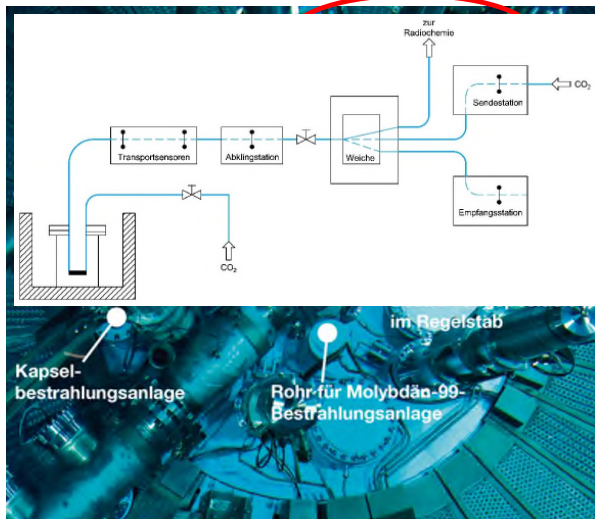 zur
Radiochemie
CO₂
Sendestation
Transportsensoren
Abklingstation
Weiche
Empfangsstation
CO₂
im Regelstab
Kapsel-
bestrahlungsanlage
Rohr für Molybdän-99-
Bestrahlungsanlage